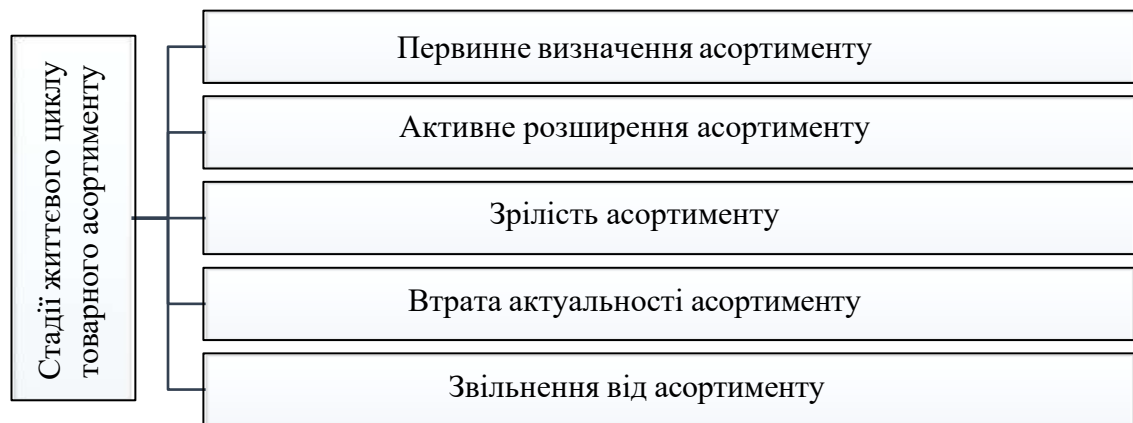 Стадії життєвого циклу
товарного асортименту
Первинне визначення асортименту
Активне розширення асортименту
Зрілість асортименту
Втрата актуальності асортименту
Звільнення від асортименту